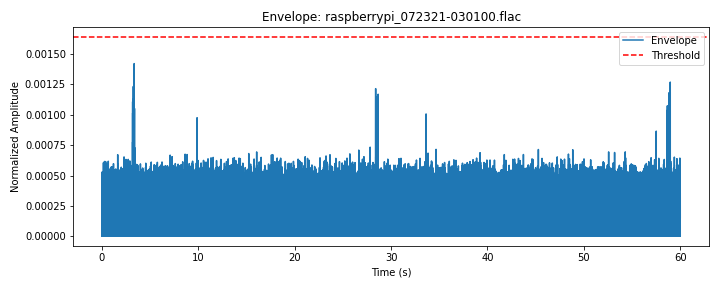 Envelope: raspberrypi_072321-030100.flac
Envelope
Threshold
Normalized Amplitude
0.00150
0.00125
0.00100
0.00075
0.00050
0.00025
0.00000
0 10 20 30 40 50 60
Time (s)